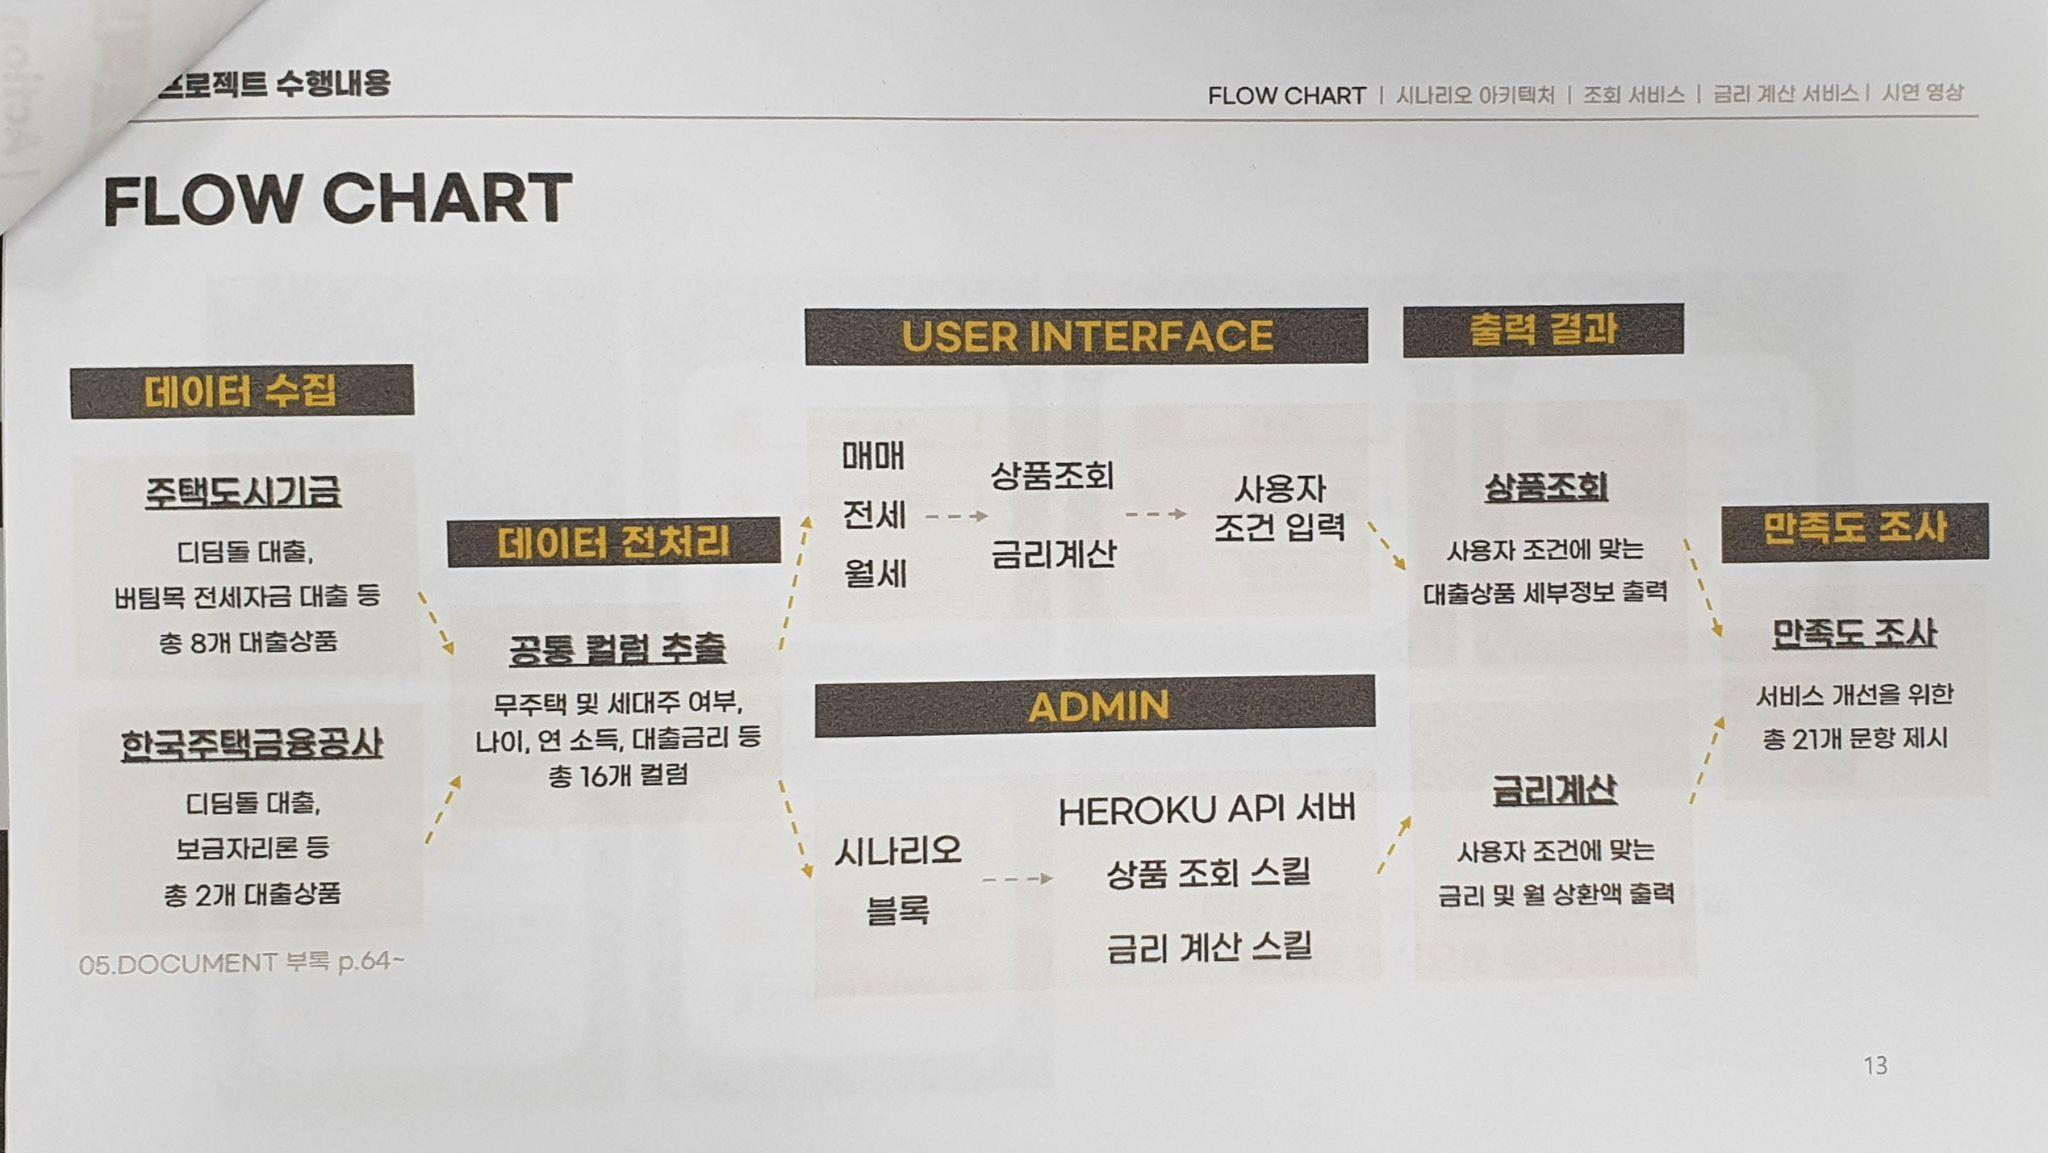 프로젝트 수행내용
FLOW CHART | 시나리오 아키텍처 | 조회 서비스 | 금리 계산 서비스 | 시연 영상
FLOW CHART
데이터 수집
주택도시기금
디딤돌 대출,
버팀목 전세자금 대출 등
총 8개 대출상품
한국주택금융공사
디딤돌 대출,
보금자리론 등
총 2개 대출상품
05.DOCUMENT 부록 p.64~
데이터 전처리
공통 컬럼 추출
무주택 및 세대주 여부,
나이, 연 소득, 대출금리 등
총 16개 컬럼
USER INTERFACE
매매
전세
월세
상품조회
금리계산
사용자
조건 입력
ADMIN
시나리오
블록
HEROKU API 서버
상품 조회 스킬
금리 계산 스킬
출력 결과
상품조회
사용자 조건에 맞는
대출상품 세부정보 출력
금리계산
사용자 조건에 맞는
금리 및 월 상환액 출력
만족도 조사
만족도 조사
서비스 개선을 위한
총 21개 문항 제시
13